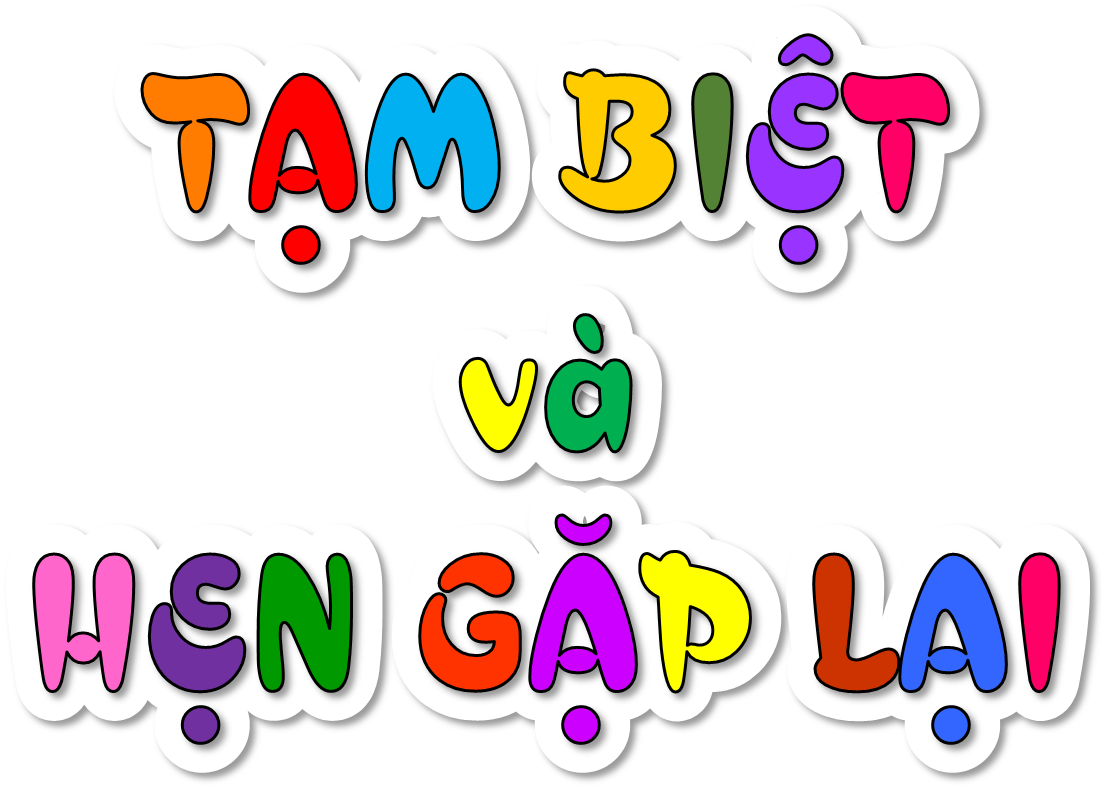 TẠM BIỆT
và
HẸN GẶP LẠI